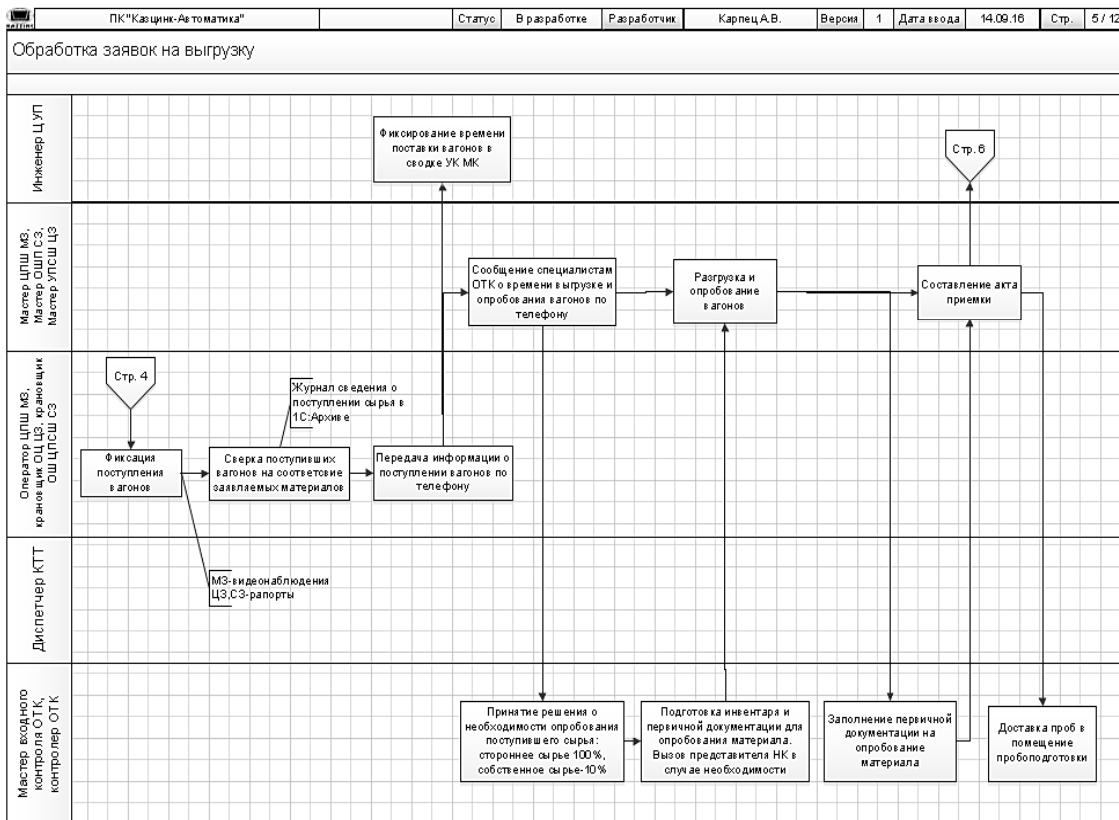 ПК"Казцинк-Автоматика"
Статус
В разработке
Разработчик
Карпец А.В.
Версия
1
Дата ввода
14.09.16
Стр.
5 / 12
Обработка заявок на выгрузку
Инженер ЦУП
Фиксирование времени
поставки вагонов в
сводке УК МК
Стр. 6
Мастер ЦПШ МЗ,
Мастер ОШП СЗ,
Мастер УПСШ ЦЗ
Сообщение специалистам
ОТК о времени выгрузке и
опробования вагонов по
телефону
Разгрузка и
опробование
вагонов
Составление акта
приемки
Оператор ЦПШ МЗ,
крановщик ОЦ ЦЗ, крановщик
ОШ ЦПСШ СЗ
Стр. 4
Журнал сведения о
поступлении сырья в
1С:Архиве
Фиксация
поступления
вагонов
Сверка поступивших
вагонов на соответсвие
заявляемых материалов
Передача информации о
поступлении вагонов по
телефону
Диспетчер КТТ
МЗ-видеонаблюдения
ЦЗ,СЗ-рапорты
Мастер входного
контроля ОТК,
контролер ОТК
Принятие решения о
необходимости опробования
поступившего сырья:
стороннее сырье 100%,
собственное сырье-10%
Подготовка инвентаря и
первичной документации для
опробования материала.
Вызов представителя НК в
случае необходимости
Заполнение первичной
документации на
опробование
материала
Доставка проб в
помещение
пробоподготовки